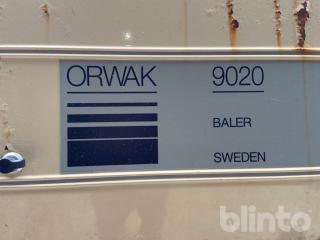 ORWAK 9020
BALER
SWEDEN
blinto